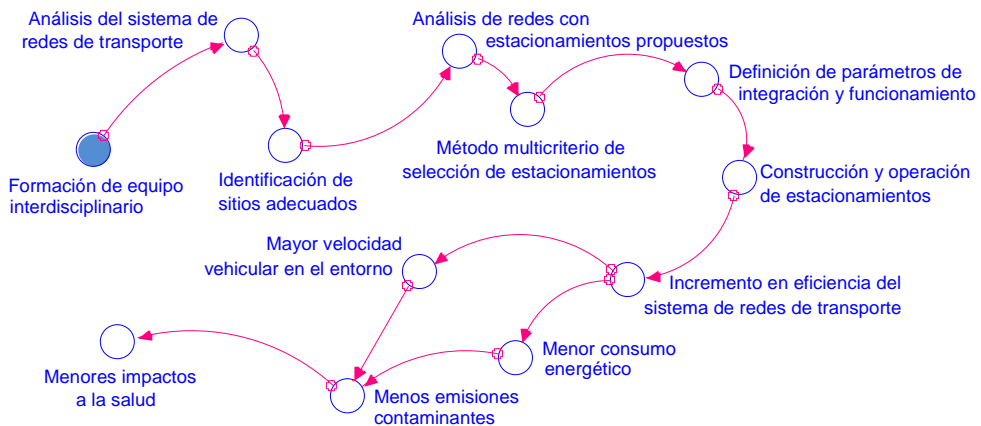 Análisis del sistema de
redes de transporte
Análisis de redes con
estacionamientos propuestos
Definición de parámetros de
integración y funcionamiento
Formación de equipo
interdisciplinario
Identificación de
sitios adecuados
Método multicriterio de
selección de estacionamientos
Construcción y operación
de estacionamientos
Mayor velocidad
vehicular en el entorno
Incremento en eficiencia del
sistema de redes de transporte
Menor consumo
energético
Menores impactos
a la salud
Menos emisiones
contaminantes